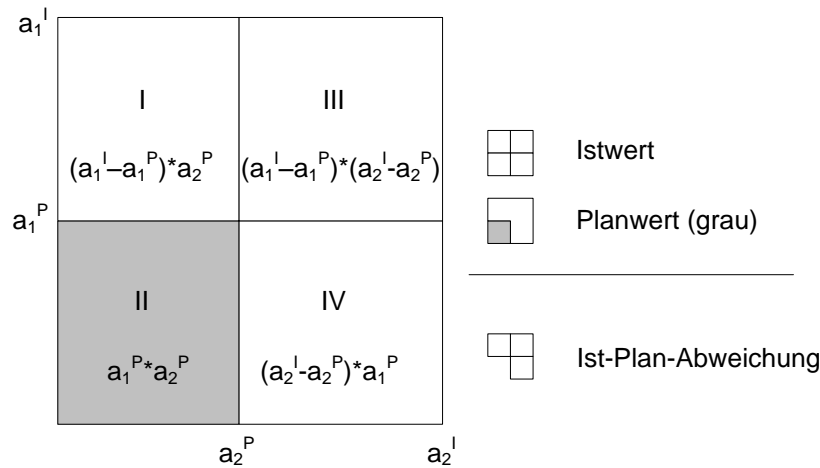 a₁ᴵ
I
III
(a₁ᴵ–a₁ᴾ)*a₂ᴾ
(a₁ᴵ–a₁ᴾ)*(a₂ᴵ-a₂ᴾ)
a₁ᴾ
II
IV
a₁ᴾ*a₂ᴾ
(a₂ᴵ-a₂ᴾ)*a₁ᴾ
a₂ᴾ
a₂ᴵ
Istwert
Planwert (grau)
Ist-Plan-Abweichung